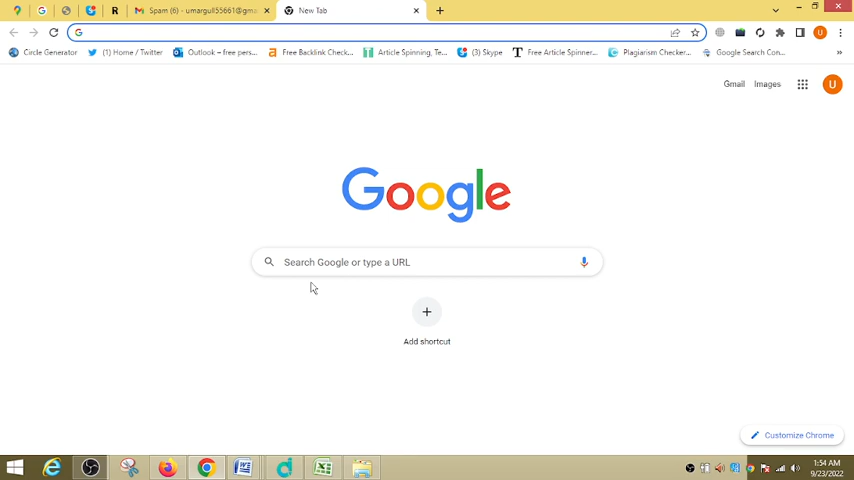 Spam (6) - umargull55661@gma
New Tab
Circle Generator
(1) Home / Twitter
Outlook – free pers...
Free Backlink Check...
Article Spinning, Te...
(3) Skype
Free Article Spinner...
Plagiarism Checker...
Google Search Con...
Gmail
Images
U
Google
Search Google or type a URL
Add shortcut
Customize Chrome
1:54 AM
9/23/2022